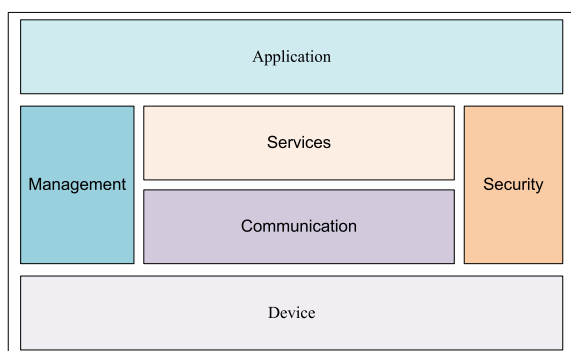 Application
Services
Management
Security
Communication
Device